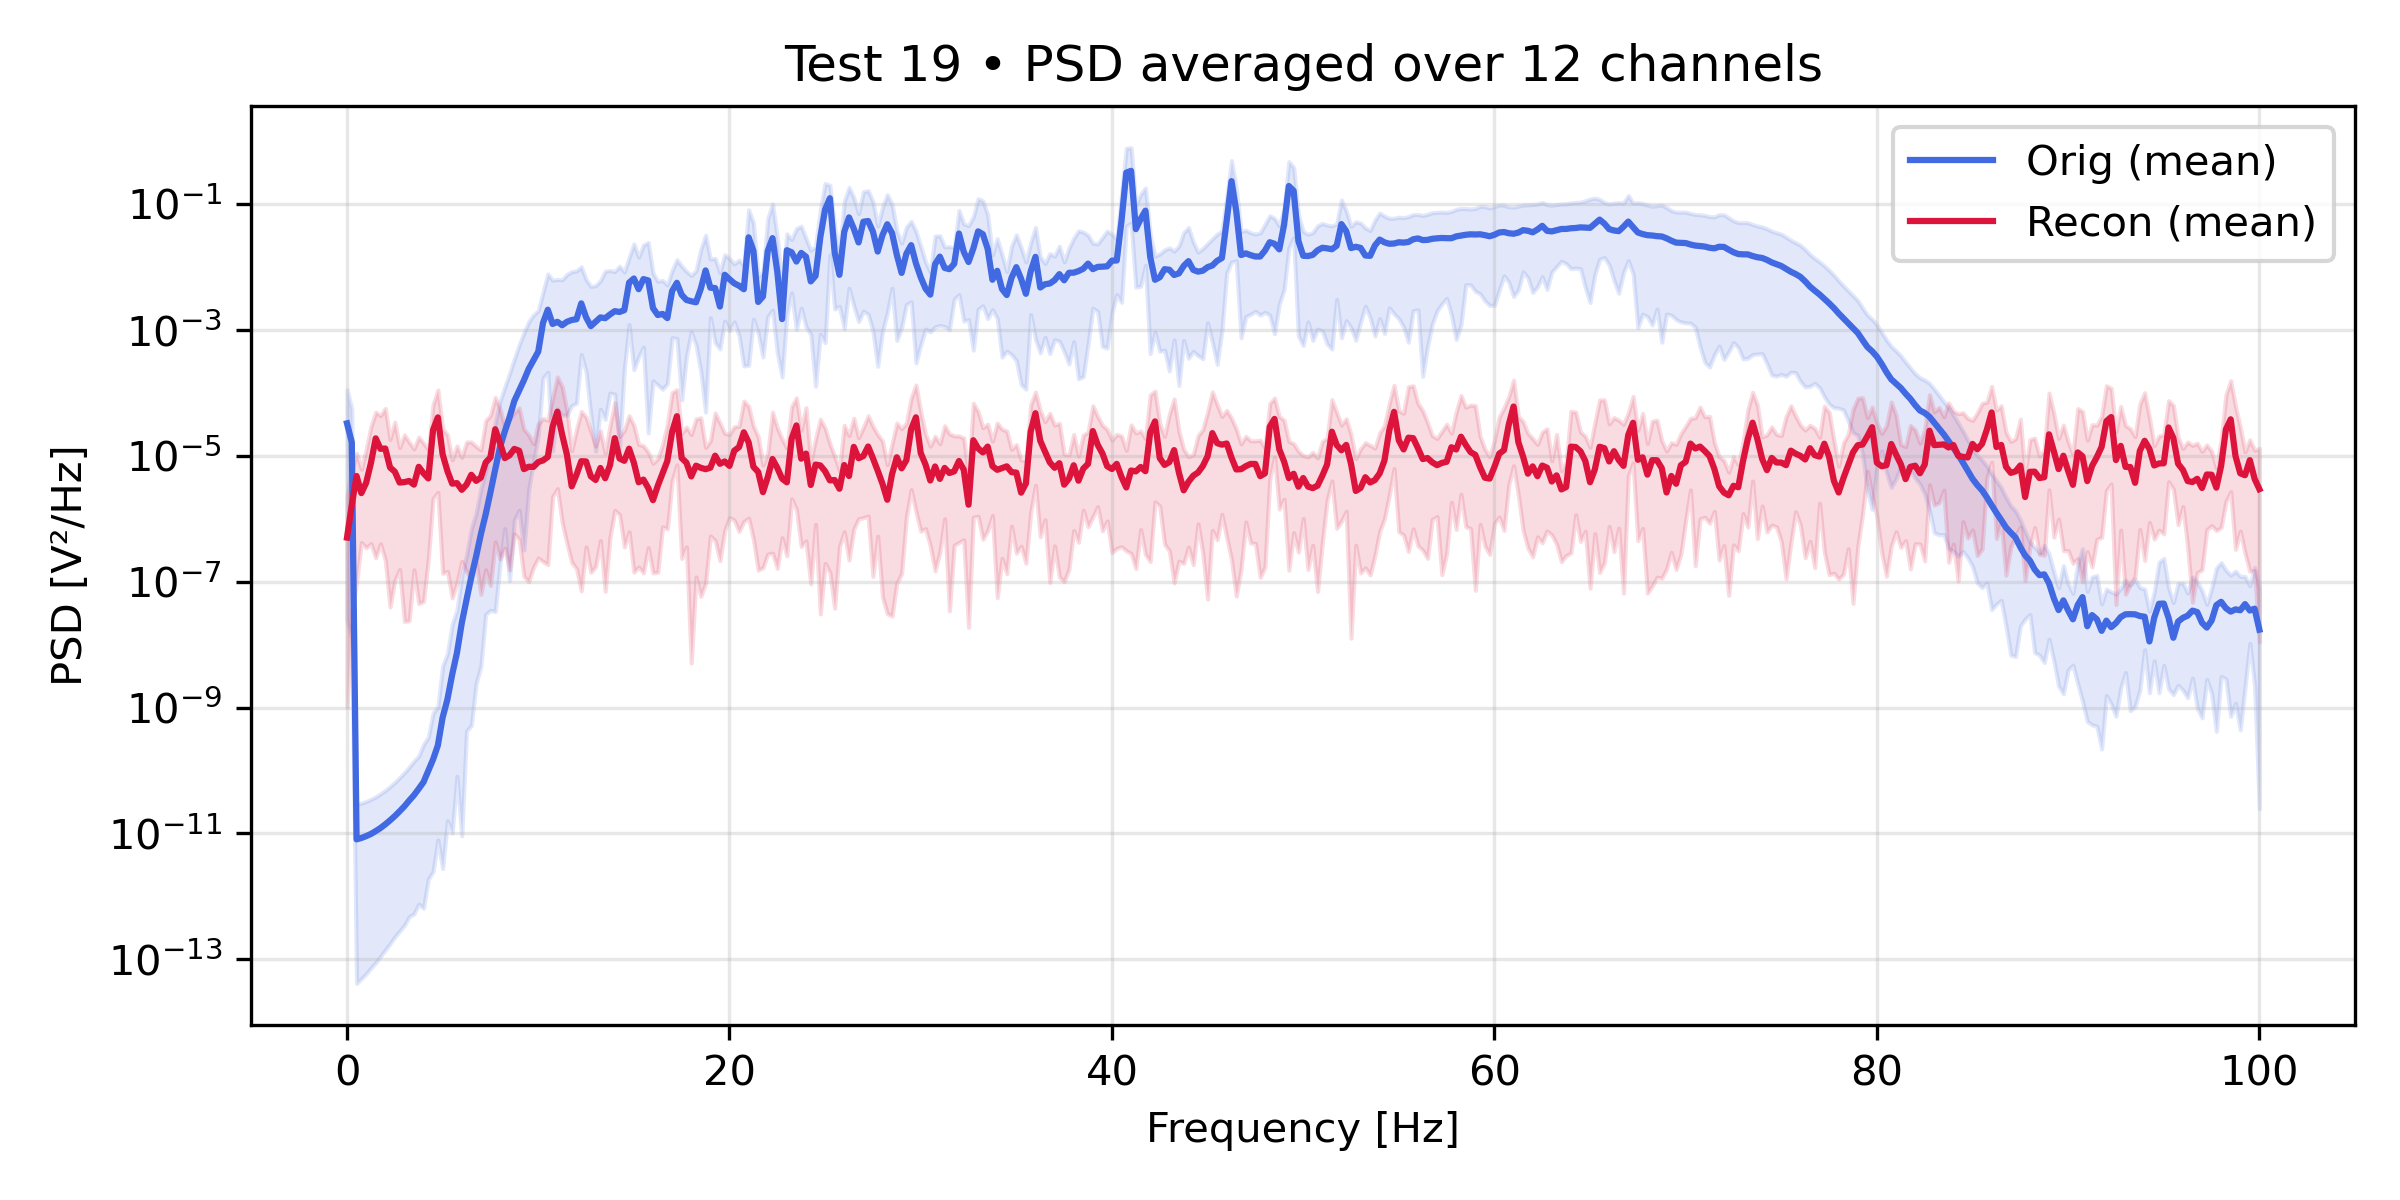 Test 19 • PSD averaged over 12 channels
Orig (mean)
Recon (mean)
PSD [V²/Hz]
10⁻¹
10⁻³
10⁻⁵
10⁻⁷
10⁻⁹
10⁻¹¹
10⁻¹³
0 20 40 60 80 100
Frequency [Hz]